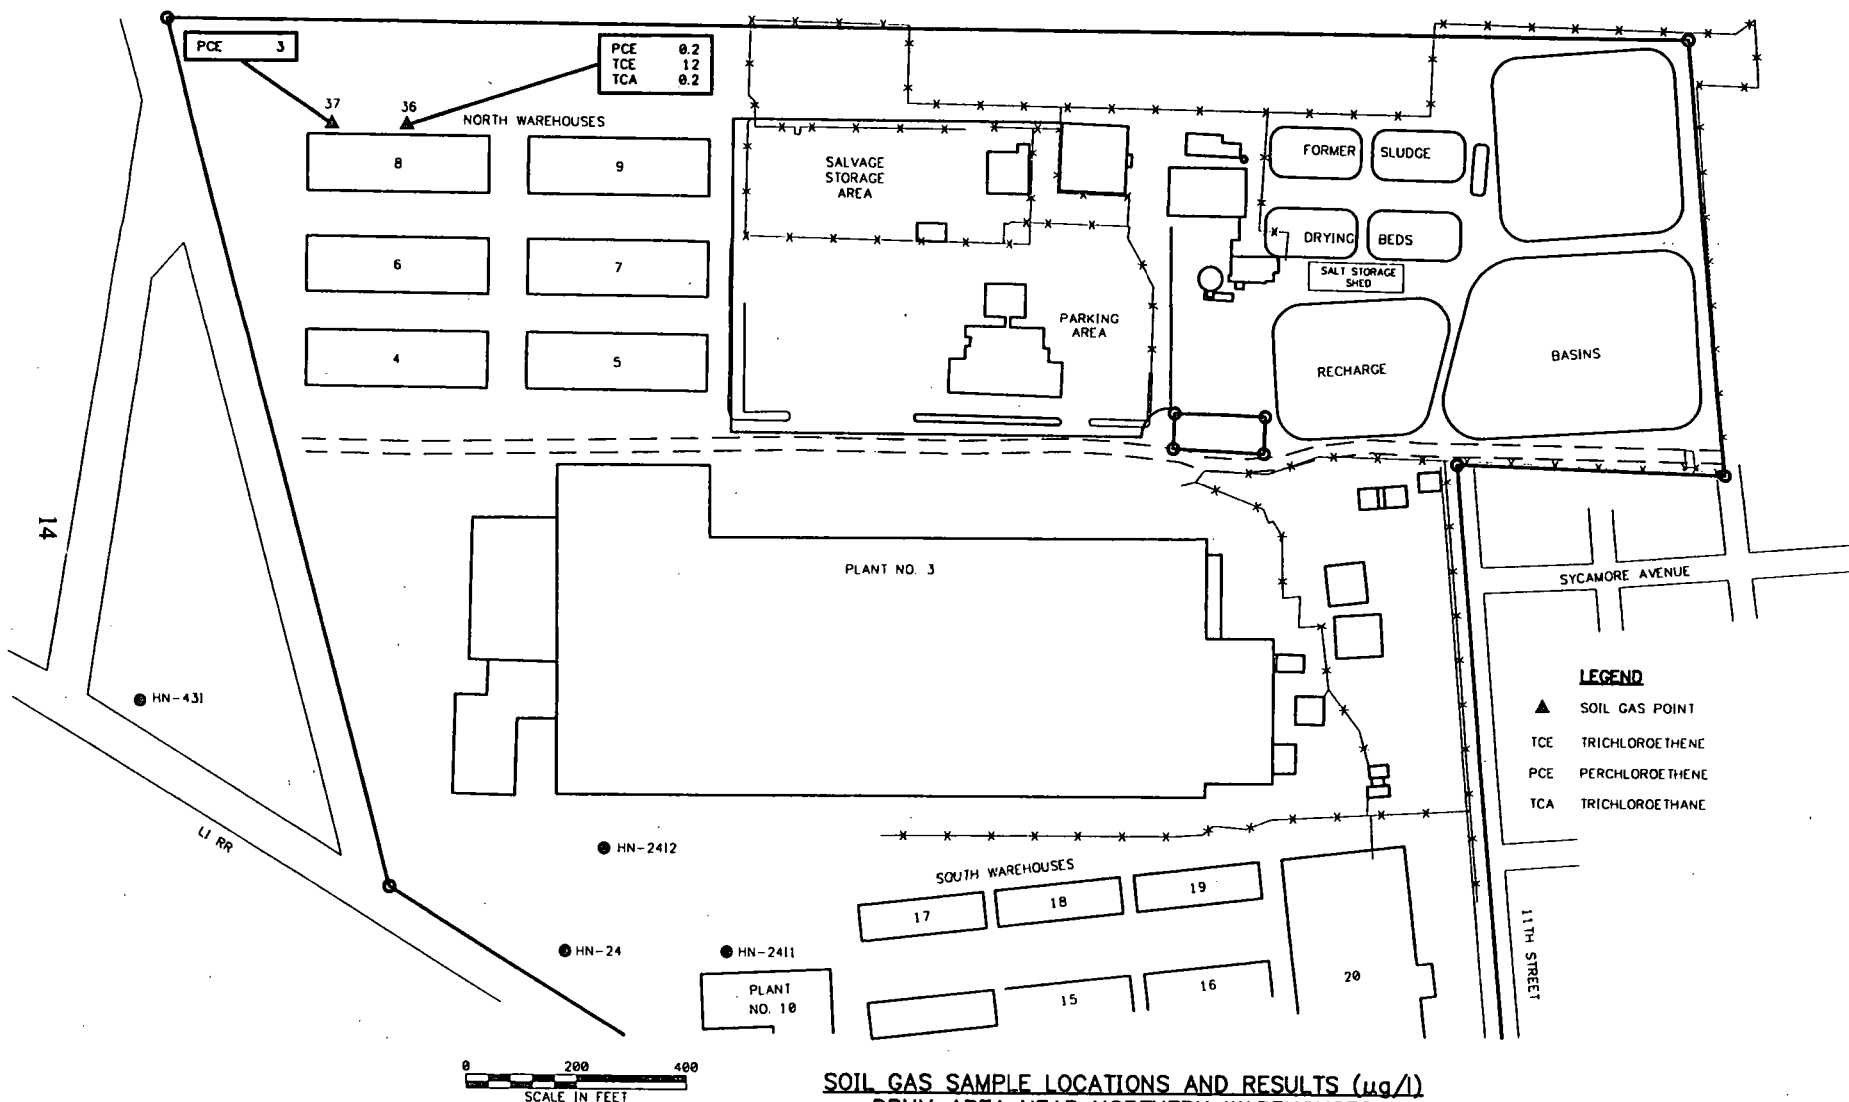 PCE 3
PCE 0.2
TCE 12
TCA 0.2
37
36
NORTH WAREHOUSES
8
9
6
7
4
5
SALVAGE
STORAGE
AREA
PARKING
AREA
FORMER SLUDGE
DRYING BEDS
SALT STORAGE
SHED
RECHARGE
BASINS
14
PLANT NO. 3
SYCAMORE AVENUE
HN-431
LI RR
HN-2412
HN-24
HN-2411
PLANT
NO. 10
SOUTH WAREHOUSES
17
18
19
15
16
20
11TH STREET
LEGEND
SOIL GAS POINT
TCE TRICHLOROETHENE
PCE PERCHLOROETHENE
TCA TRICHLOROETHANE
0 200 400
SCALE IN FEET
SOIL GAS SAMPLE LOCATIONS AND RESULTS (µg/l)